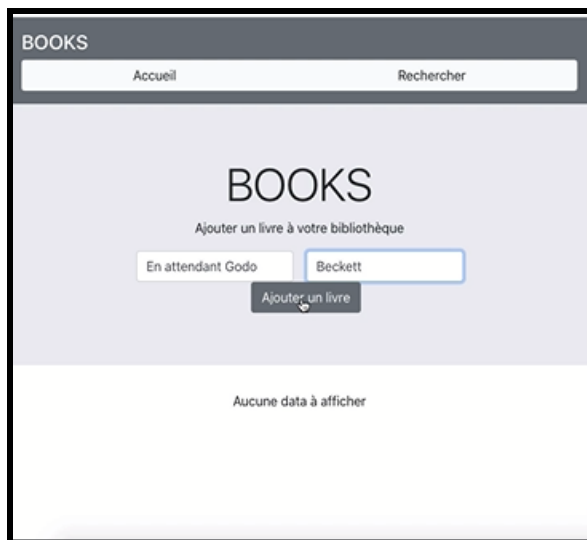 BOOKS
Accueil Rechercher
BOOKS
Ajouter un livre à votre bibliothèque
En attendant Godo Beckett
Ajouter un livre
Aucune data à afficher